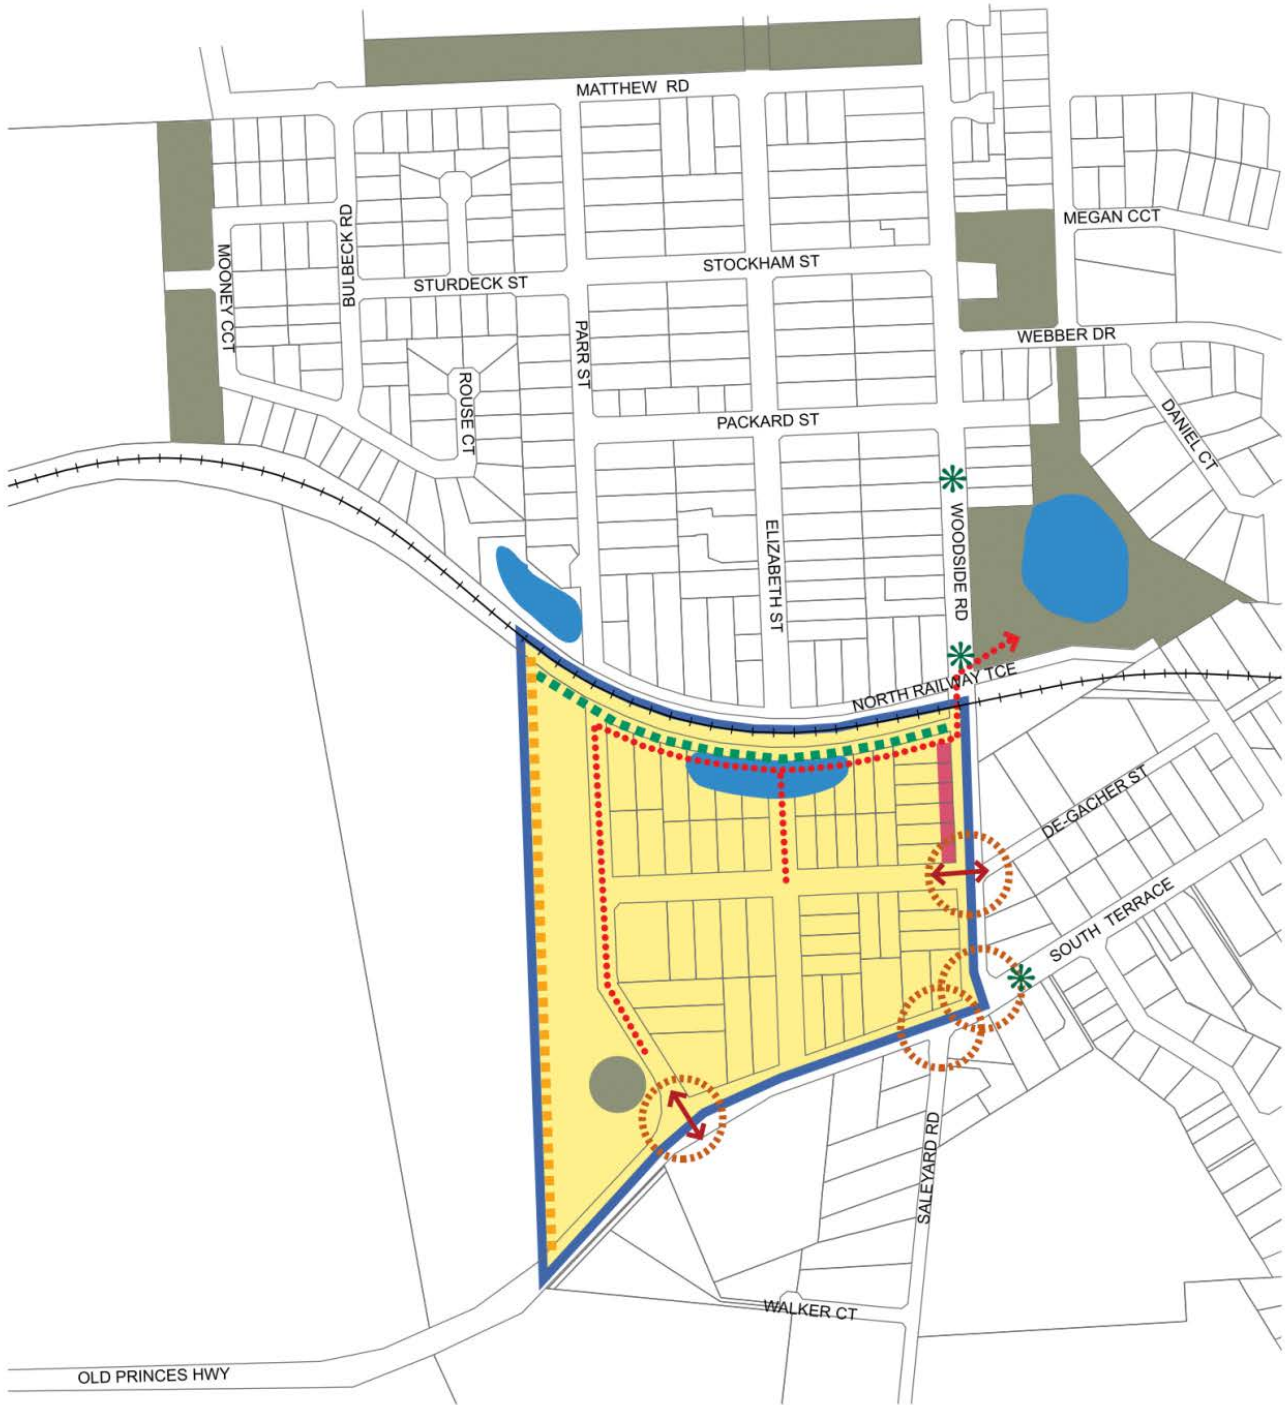 MATTHEW RD
MEGAN CCT
BULBECK RD
MOONEY CCT
STOCKHAM ST
STURDECK ST
PARR ST
WEBBER DR
ROUSE CT
PACKARD ST
DANIEL CT
WOODSIDE RD
ELIZABETH ST
NORTH RAILWAY TCE
DE-GACHER ST
SOUTH TERRACE
SALEYARD RD
WALKER CT
OLD PRINCES HWY